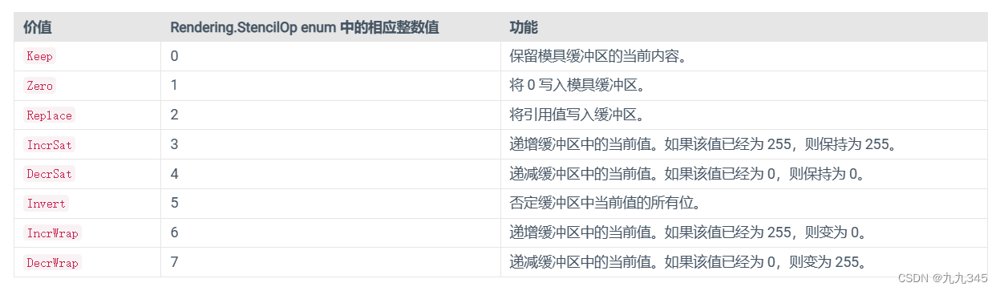 价值 Rendering.StencilOp enum 中的相应整数值 功能
Keep 0 保留模具缓冲区的当前内容。
Zero 1 将 0 写入模具缓冲区。
Replace 2 将引用值写入缓冲区。
IncrSat 3 递增缓冲区中的当前值。如果该值已经为 255，则保持为 255。
DecrSat 4 递减缓冲区中的当前值。如果该值已经为 0，则保持为 0。
Invert 5 否定缓冲区中当前值的所有位。
IncrWrap 6 递增缓冲区中的当前值。如果该值已经为 255，则变为 0。
DecrWrap 7 递减缓冲区中的当前值。如果该值已经为 0，则变为 255。
CSDN @九九345